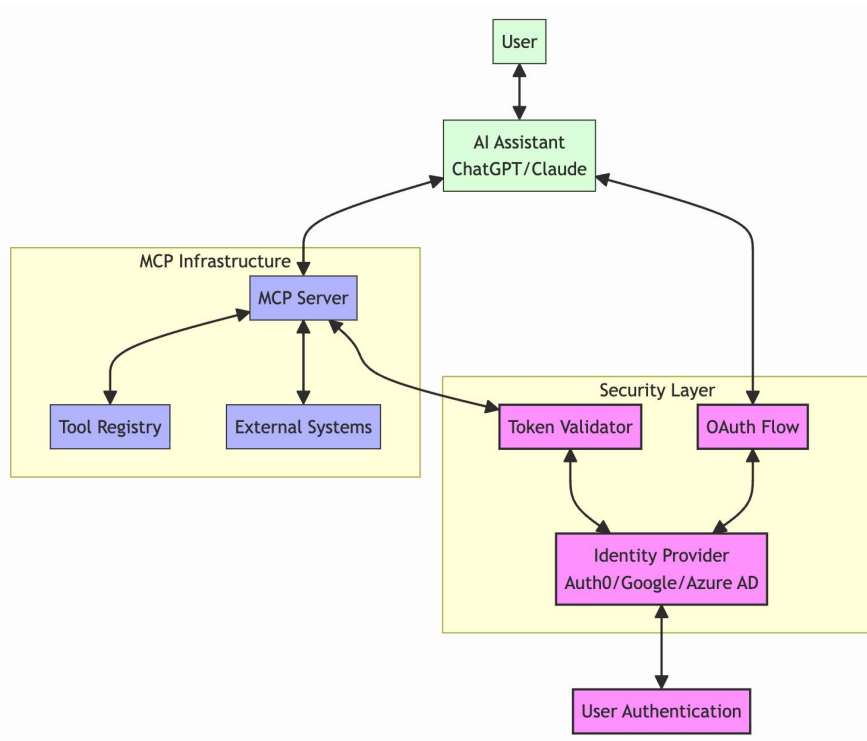 User
AI Assistant
ChatGPT/Claude
MCP Infrastructure
MCP Server
Tool Registry
External Systems
Security Layer
Token Validator
OAuth Flow
Identity Provider
Auth0/Google/Azure AD
User Authentication